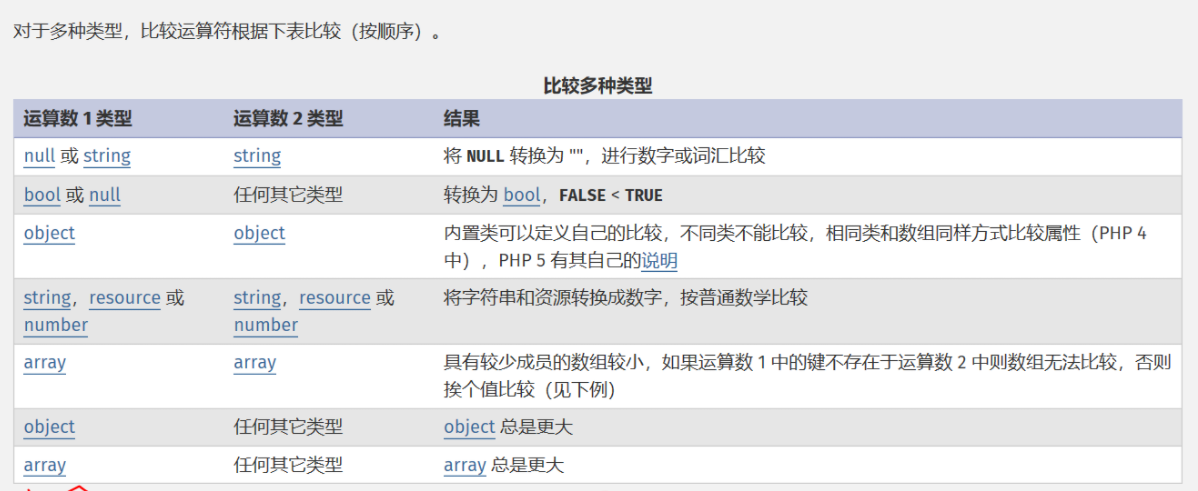 对于多种类型，比较运算符根据下表比较（按顺序）。
比较多种类型
运算数 1 类型 运算数 2 类型 结果
null 或 string string 将 NULL 转换为 ""，进行数字或词汇比较
bool 或 null 任何其它类型 转换为 bool，FALSE < TRUE
object object 内置类可以定义自己的比较，不同类不能比较，相同类和数组同样方式比较属性（PHP 4
中），PHP 5 有其自己的说明
string，resource 或 string，resource 或 将字符串和资源转换成数字，按普通数学比较
number number
array array 具有较少成员的数组较小，如果运算数 1 中的键不存在于运算数 2 中则数组无法比较，否则
挨个值比较（见下例）
object 任何其它类型 object 总是更大
array 任何其它类型 array 总是更大